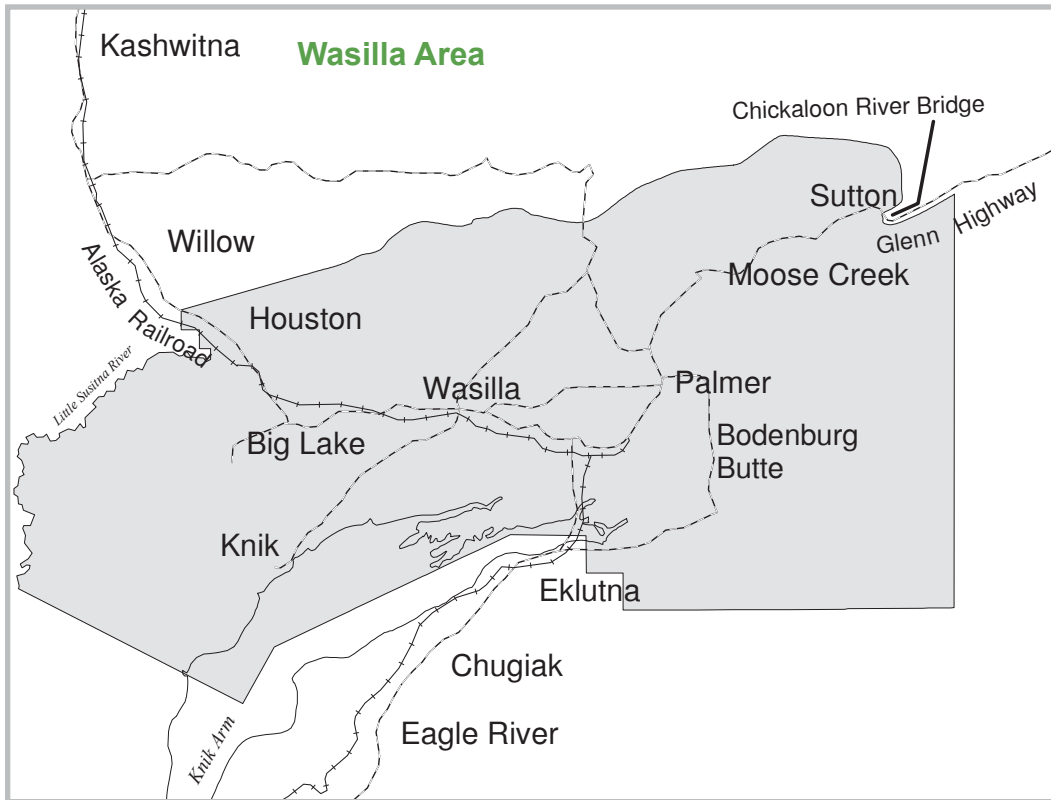 Kashwitna
Wasilla Area
Chickaloon River Bridge
Sutton
Glenn Highway
Willow
Moose Creek
Alaska Railroad
Houston
Little Susitna River
Wasilla
Palmer
Big Lake
Bodenburg
Butte
Knik
Eklutna
Chugiak
Eagle River
Knik Arm